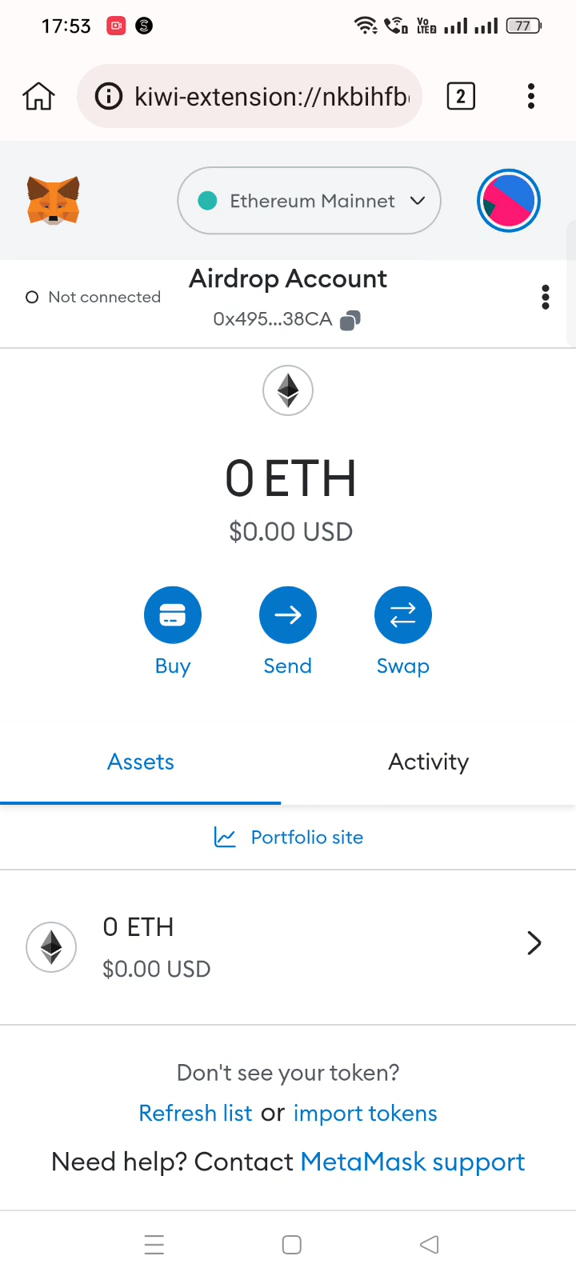 17:53
Vo LTE2
77
kiwi-extension://nkbihfb
2
Ethereum Mainnet
Airdrop Account
Not connected
0x495...38CA
0 ETH
$0.00 USD
Buy
Send
Swap
Assets
Activity
Portfolio site
0 ETH
$0.00 USD
Don't see your token?
Refresh list or import tokens
Need help? Contact MetaMask support